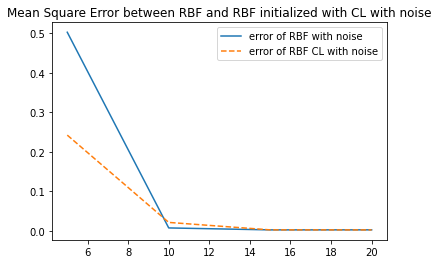 Mean Square Error between RBF and RBF initialized with CL with noise
error of RBF with noise
error of RBF CL with noise
0.5
0.4
0.3
0.2
0.1
0.0
6 8 10 12 14 16 18 20